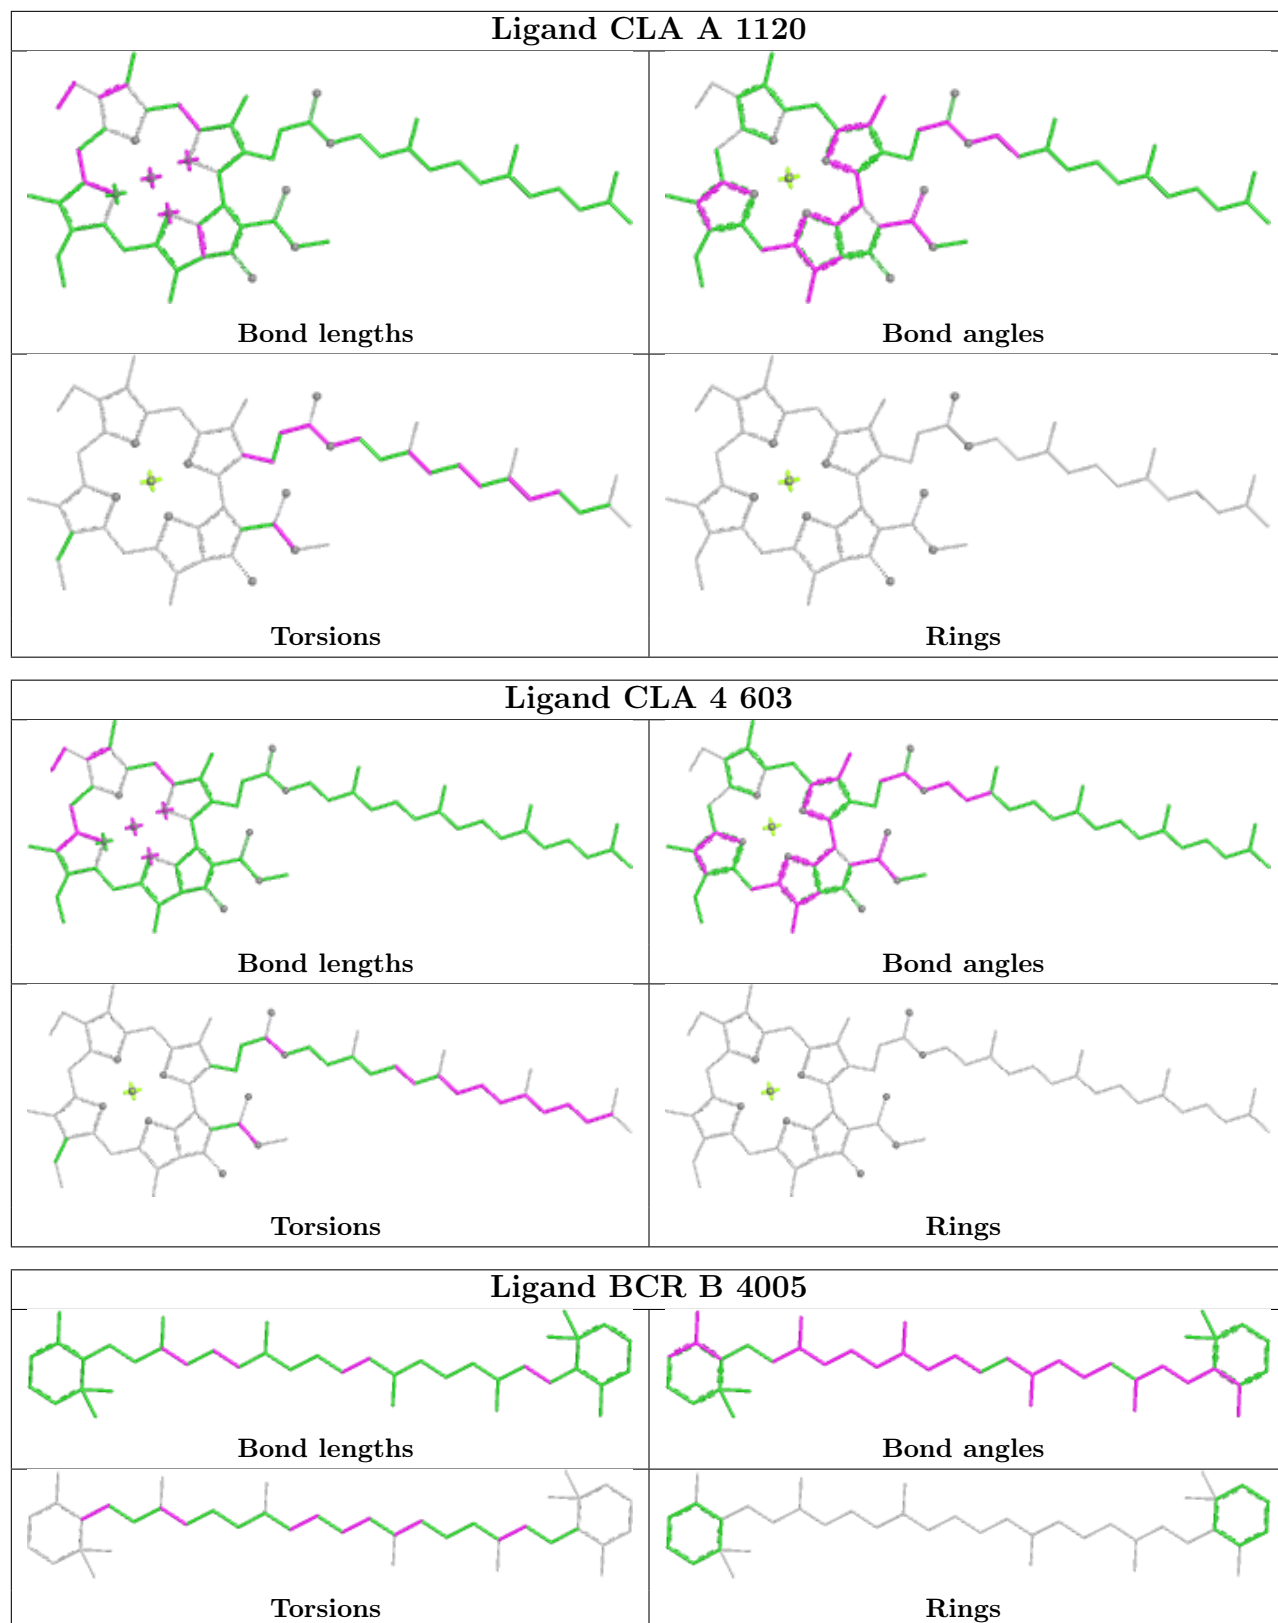 Ligand CLA A 1120
Bond lengths
Bond angles
Torsions
Rings
Ligand CLA 4 603
Bond lengths
Bond angles
Torsions
Rings
Ligand BCR B 4005
Bond lengths
Bond angles
Torsions
Rings